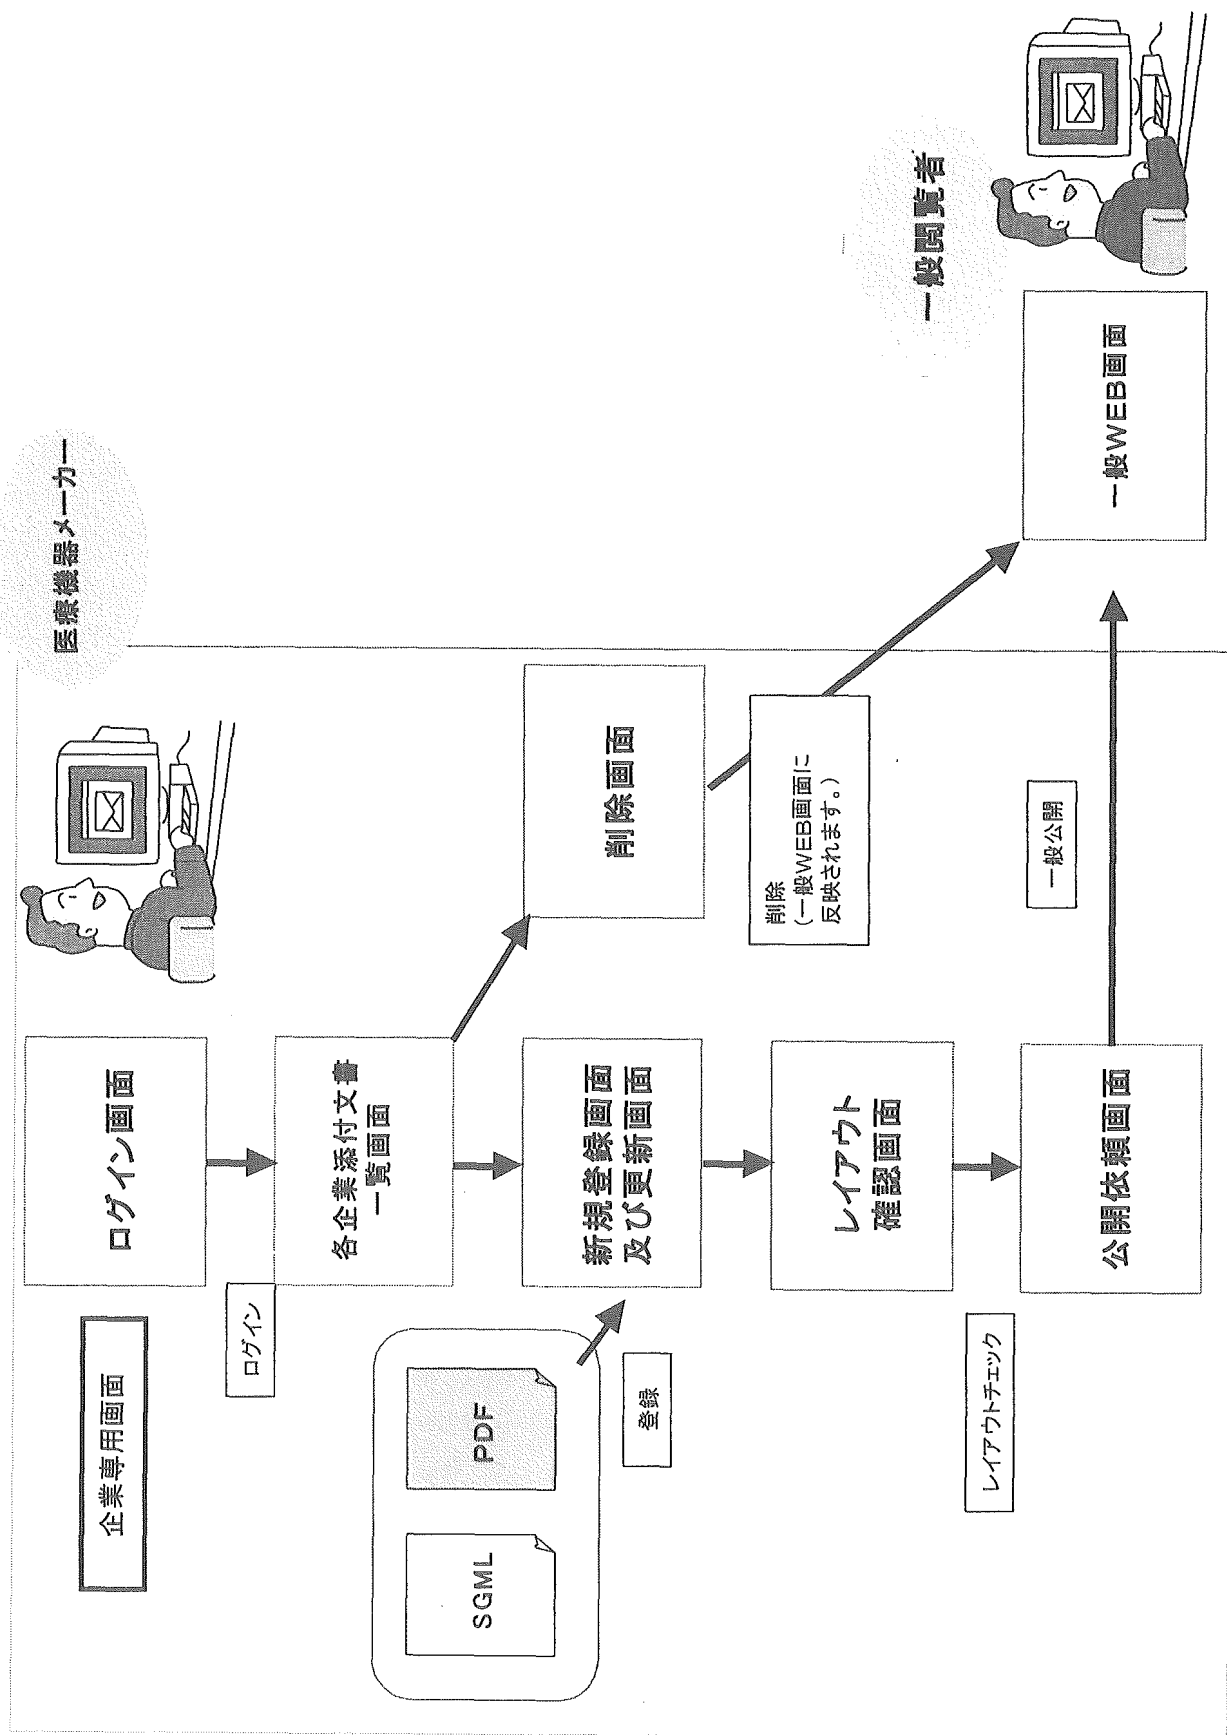 医療機器メーカー
企業専用画面
ログイン画面
ログイン
各企業添付文書
一覧画面
SGML
PDF
登録
新規登録画面
及び更新画面
削除画面
削除
(一般WEB画面に
反映されます。)
レイアウト
確認画面
レイアウトチェック
公開依頼画面
一般公開
一般WEB画面
一般閲覧者